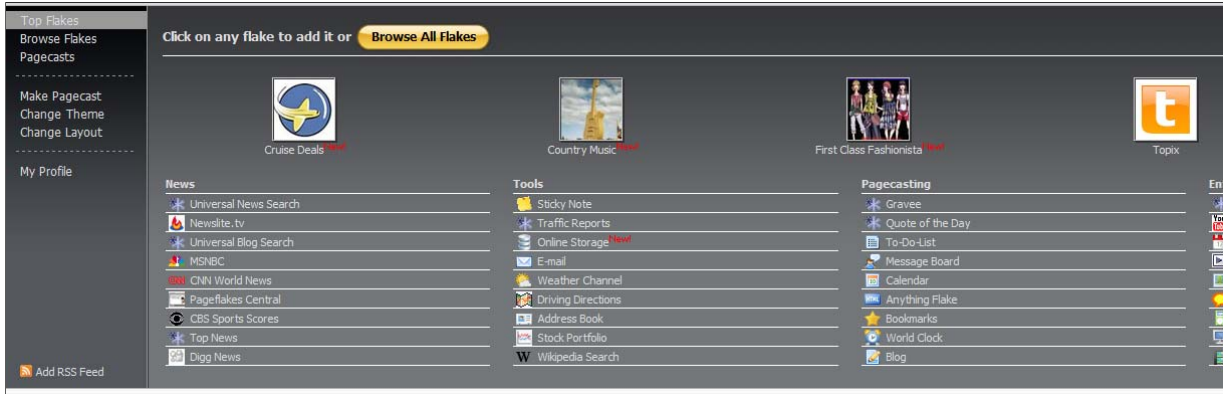 Top Flakes
Browse Flakes
Pagecasts
Make Pagecast
Change Theme
Change Layout
My Profile
Add RSS Feed
Click on any flake to add it or Browse All Flakes
Cruise Deals New!
Country Music New!
First Class Fashionista New!
t
Topix
News
Universal News Search
Newslite.tv
Universal Blog Search
MSNBC
CNN World News
Pageflakes Central
CBS Sports Scores
Top News
Digg News
Tools
Sticky Note
Traffic Reports
Online Storage New!
E-mail
Weather Channel
Driving Directions
Address Book
Stock Portfolio
W Wikipedia Search
Pagecasting
Gravee
Quote of the Day
To-Do-List
Message Board
Calendar
Anything Flake
Bookmarks
World Clock
Blog
En
You
Tube